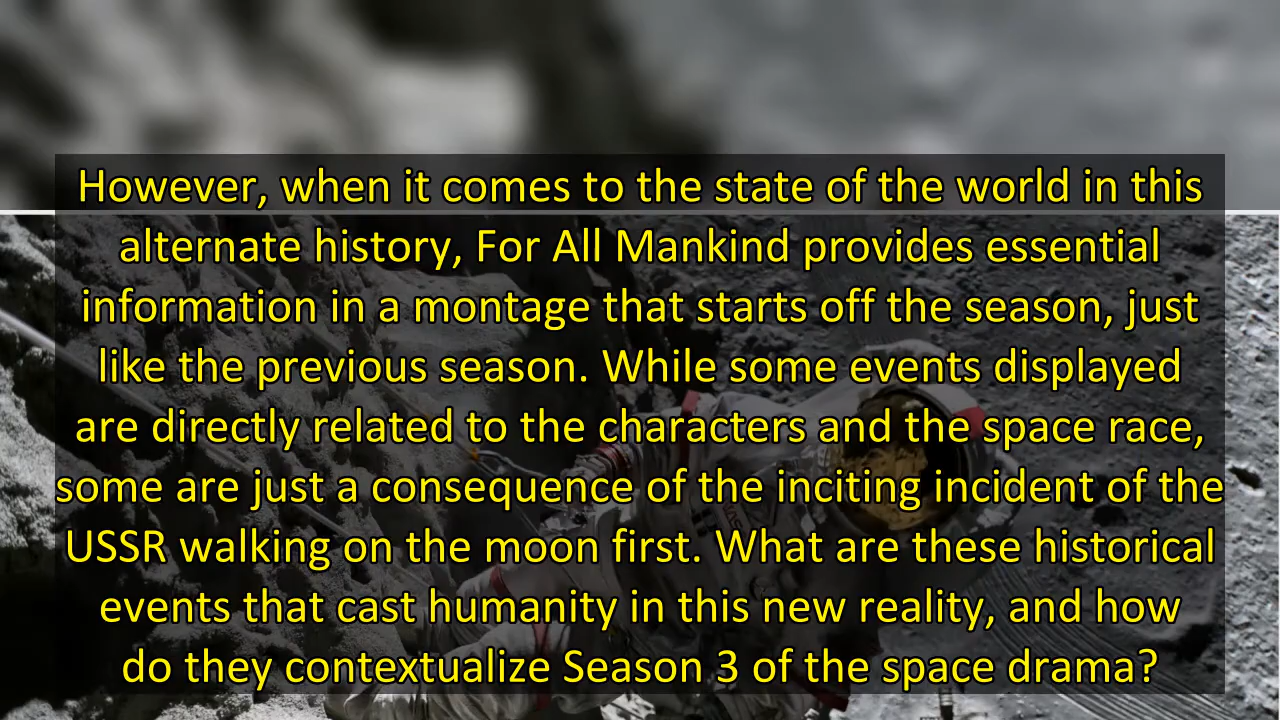 However, when it comes to the state of the world in this
alternate history, For All Mankind provides essential
information in a montage that starts off the season, just
like the previous season. While some events displayed
are directly related to the characters and the space race,
some are just a consequence of the inciting incident of the
USSR walking on the moon first. What are these historical
events that cast humanity in this new reality, and how
do they contextualize Season 3 of the space drama?